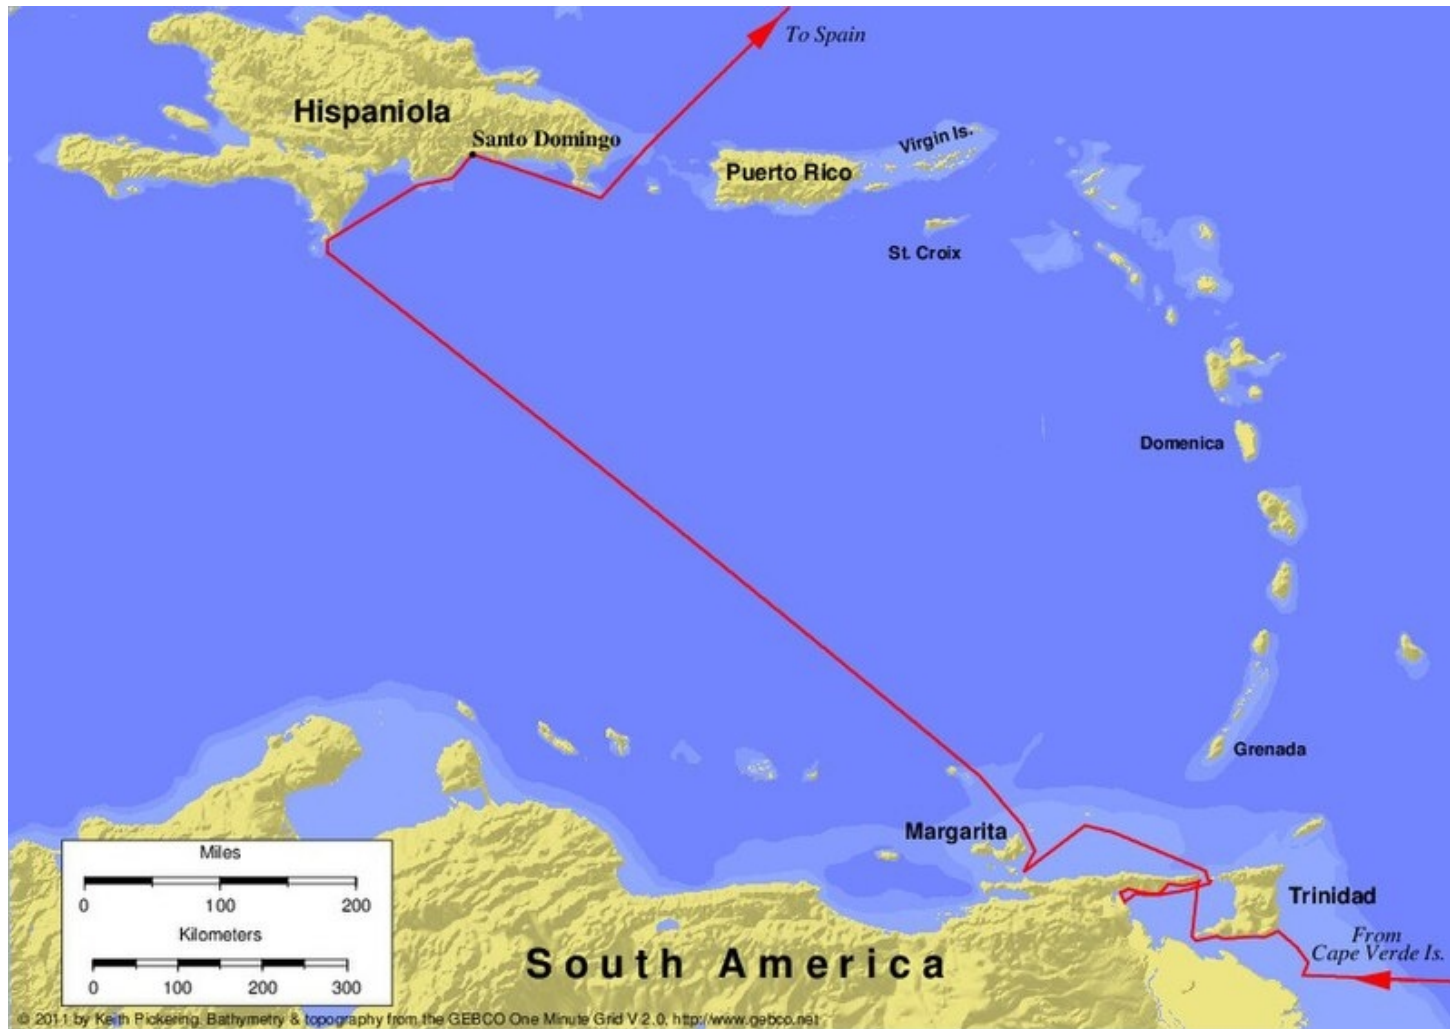 To Spain
Hispaniola
Santo Domingo
Virgin Is.
Puerto Rico
St. Croix
Domenica
Grenada
Margarita
Trinidad
From
Cape Verde Is.
South America
Miles
0 100 200
Kilometers
0 100 200 300
© 2011 by Keith Pickering. Bathymetry & topography from the GEBCO One Minute Grid V 2.0, http://www.gebco.net